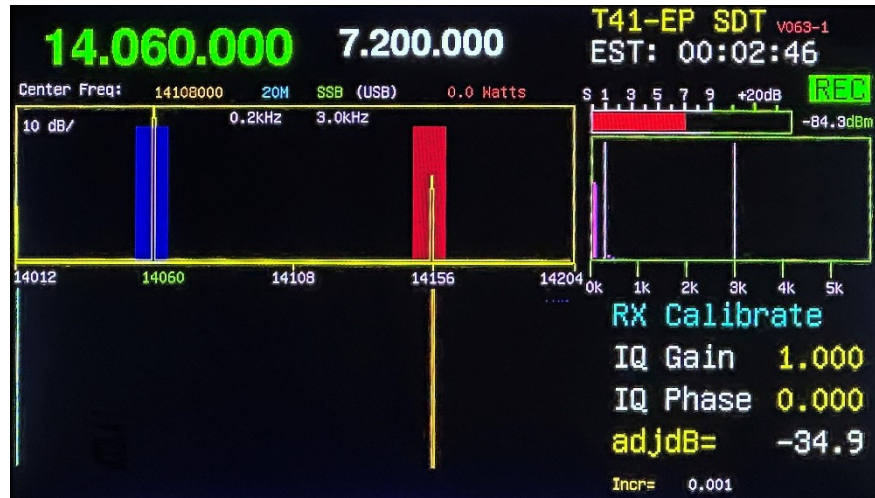 14.060.000 7.200.000
T41-EP SDT V063-1
EST: 00:02:46
Center Freq: 14108000 20M SSB (USB) 0.0 Watts
S 1 3 5 7 9 +20dB REC
10 dB/ 0.2kHz 3.0kHz
-84.3dBm
14012 14060 14108 14156 14204
0k 1k 2k 3k 4k 5k
RX Calibrate
IQ Gain 1.000
IQ Phase 0.000
adjdB= -34.9
Incr= 0.001